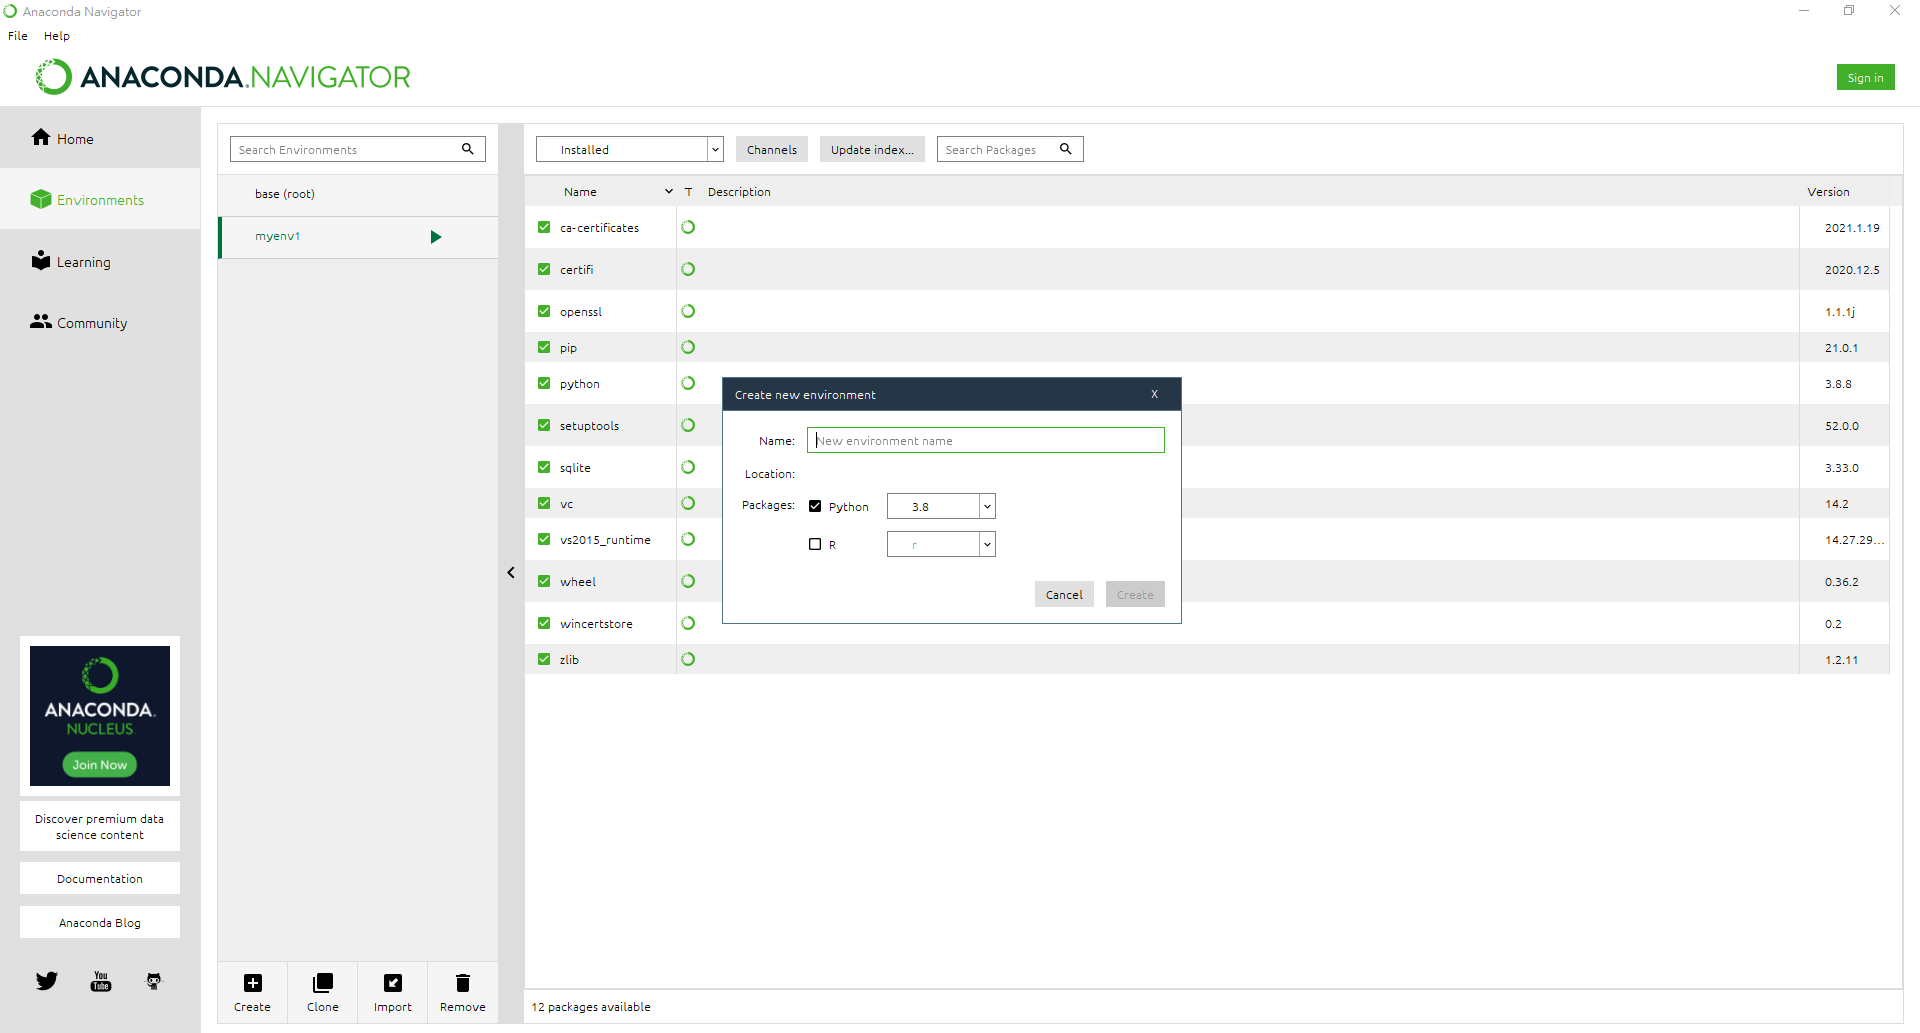 Anaconda Navigator
File Help
ANACONDA.NAVIGATOR
Sign in
Home
Environments
Learning
Community
ANACONDA.
NUCLEUS
Join Now
Discover premium data
science content
Documentation
Anaconda Blog
You
Tube
Search Environments
base (root)
myenv1
Create
Clone
Import
Remove
Installed
Channels
Update index...
Search Packages
Name T Description Version
ca-certificates 2021.1.19
certifi 2020.12.5
openssl 1.1.1j
pip 21.0.1
python 3.8.8
setuptools 52.0.0
sqlite 3.33.0
vc 14.2
vs2015_runtime 14.27.29...
wheel 0.36.2
wincertstore 0.2
zlib 1.2.11
12 packages available
Create new environment X
Name: New environment name
Location:
Packages: Python 3.8
R r
Cancel Create